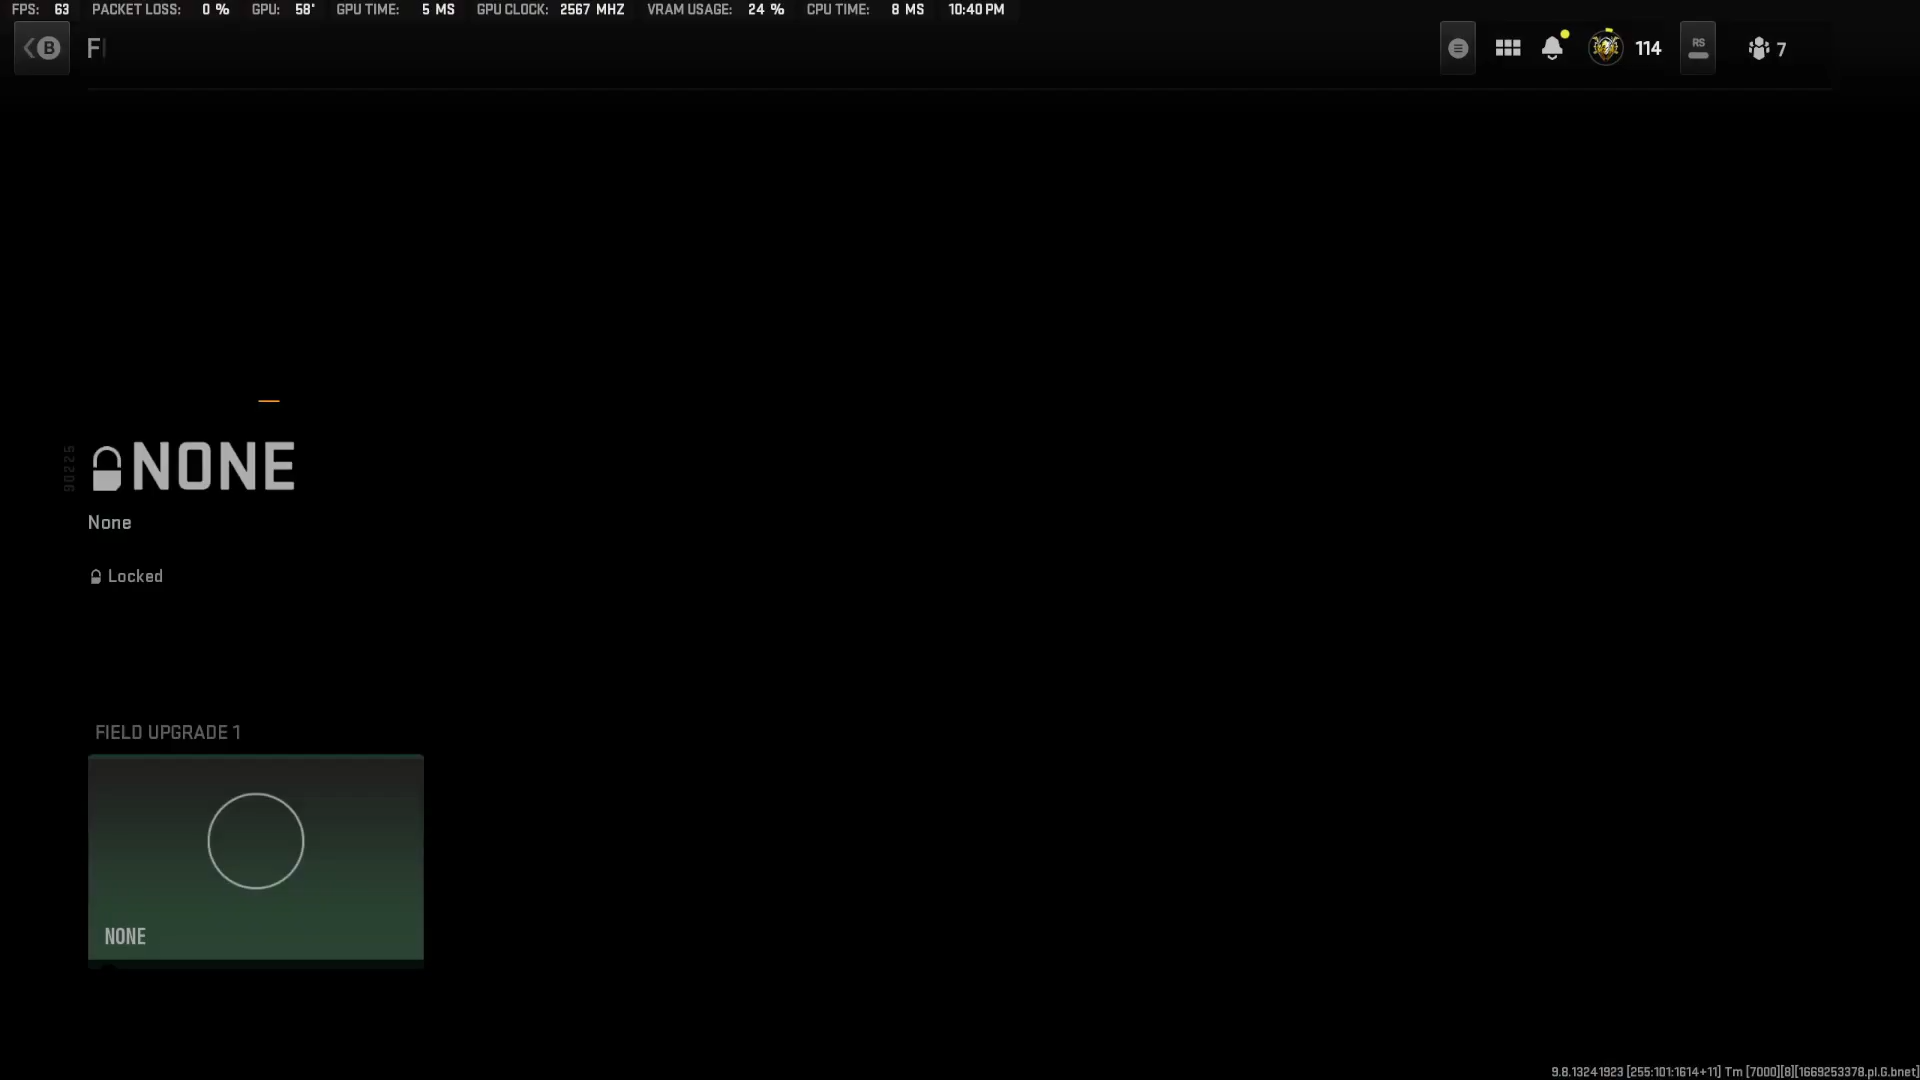 FPS: 63 PACKET LOSS: 0 % GPU: 58° GPU TIME: 5 MS GPU CLOCK: 2567 MHZ VRAM USAGE: 24 % CPU TIME: 8 MS 10:40 PM
B F
114 RS 7
90225
NONE
None
Locked
FIELD UPGRADE 1
NONE
9.8.13241923 [255:101:1614+11] Tm [7000][8][1669253378.pl.G.bnet]